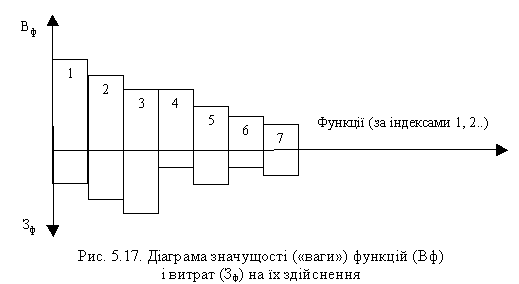 Вф
1
2
3
4
5
6
7
Функції (за індексами 1, 2..)
Зф
Рис. 5.17. Діаграма значущості («ваги») функцій (Вф)
і витрат (Зф) на їх здійснення